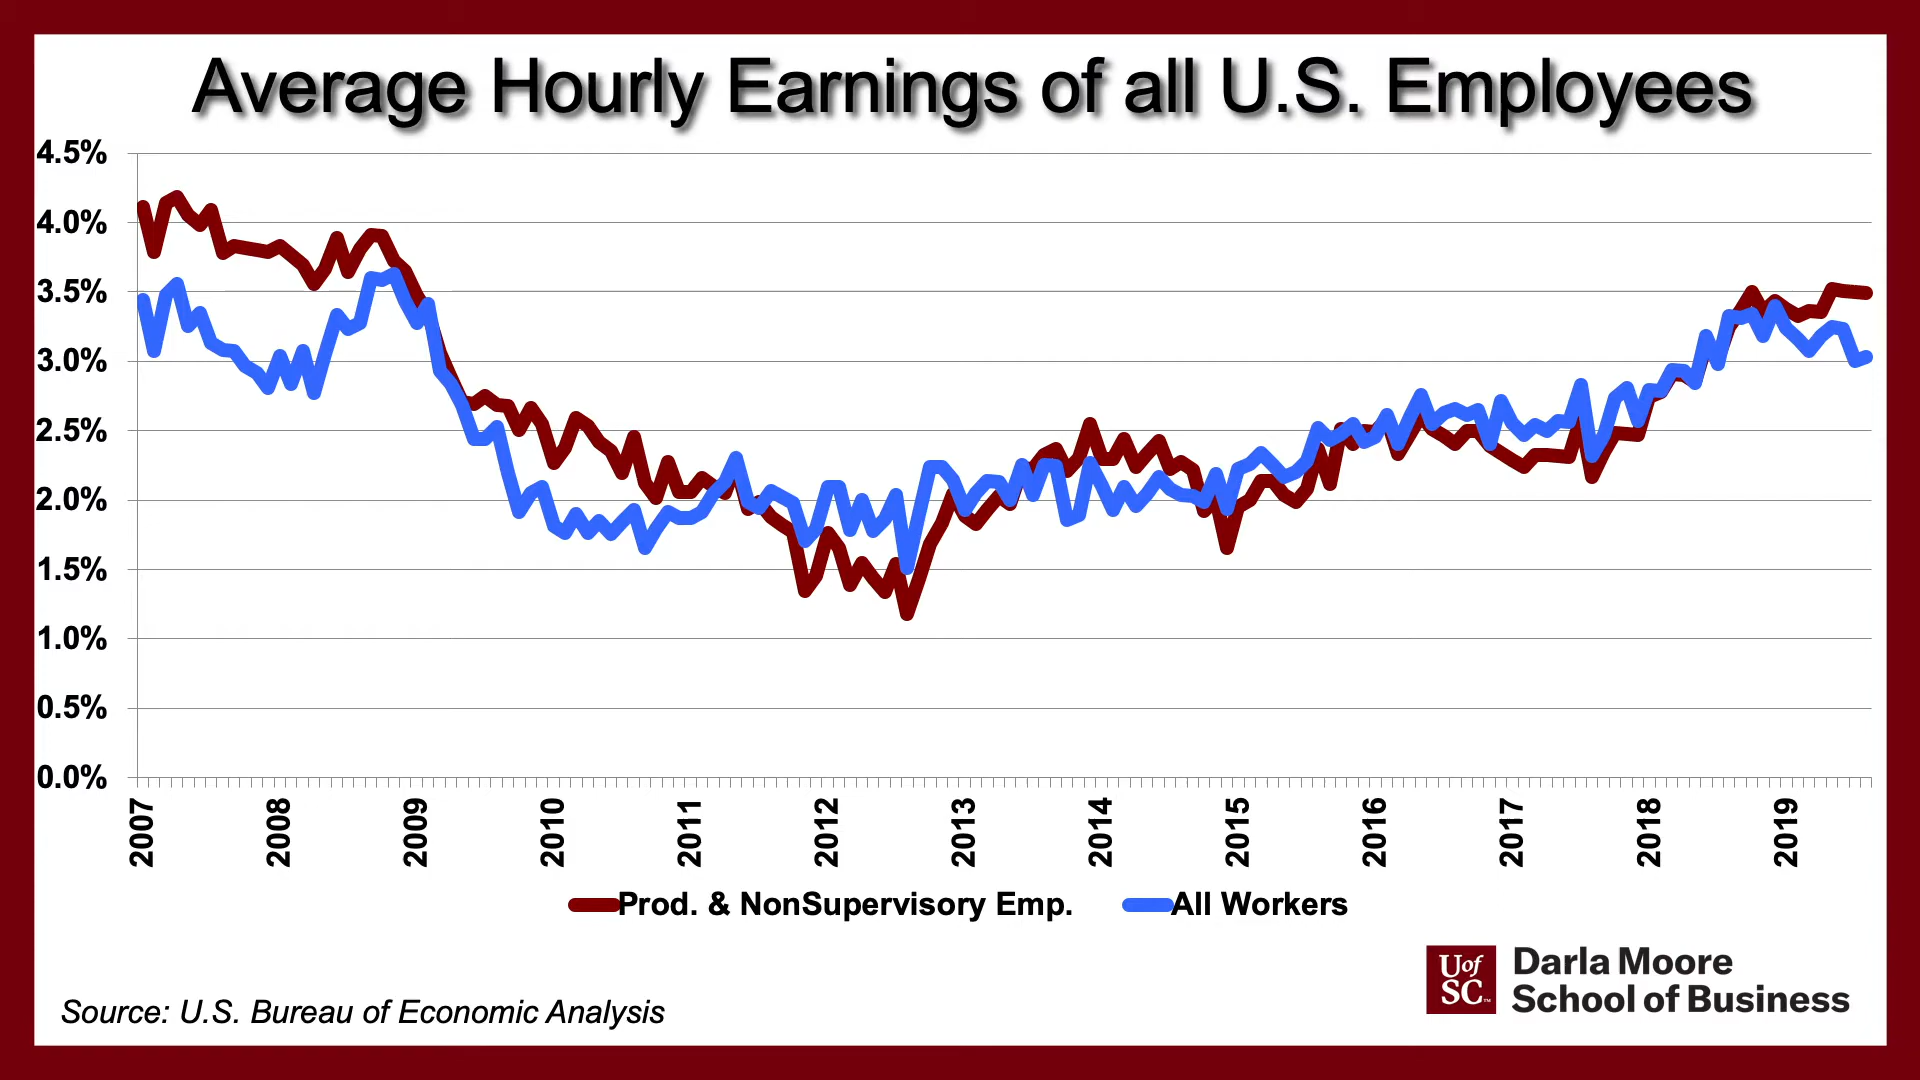 Average Hourly Earnings of all U.S. Employees
4.5%
4.0%
3.5%
3.0%
2.5%
2.0%
1.5%
1.0%
0.5%
0.0%
2007 2008 2009 2010 2011 2012 2013 2014 2015 2016 2017 2018 2019
Prod. & NonSupervisory Emp. All Workers
UofSC™ Darla Moore
School of Business
Source: U.S. Bureau of Economic Analysis